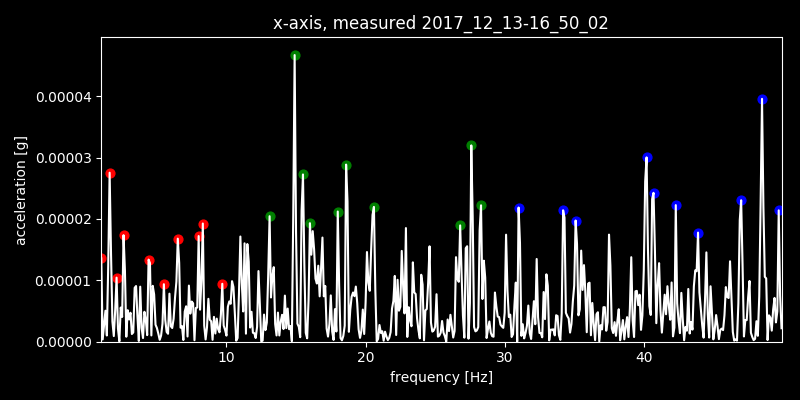 x-axis, measured 2017_12_13-16_50_02
acceleration [g]
0.00004
0.00003
0.00002
0.00001
0.00000
10 20 30 40
frequency [Hz]